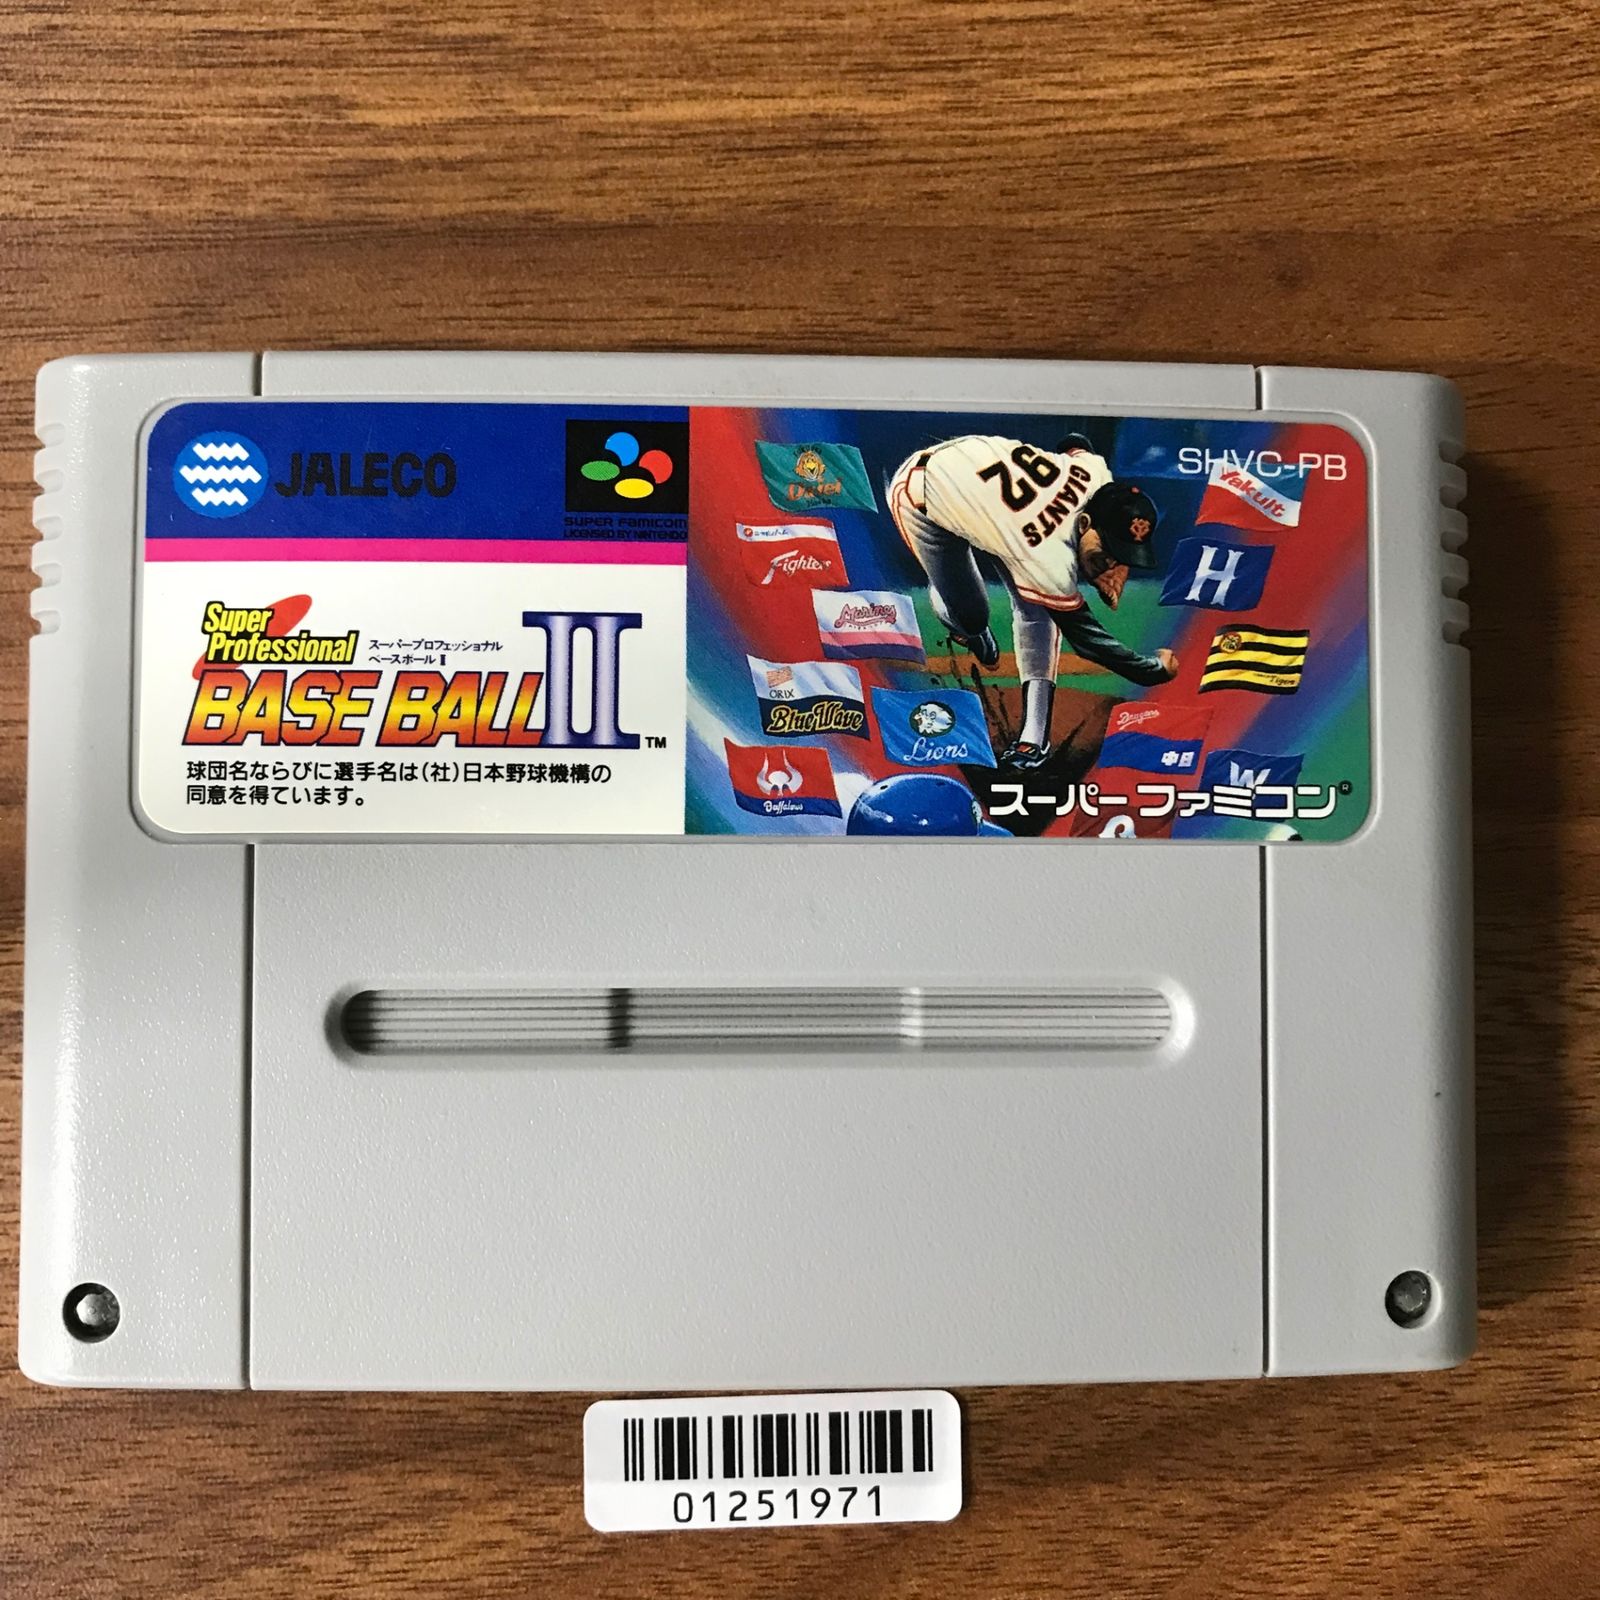 JALECO
SUPER FAMICOM
LICENSED BY NINTENDO
Super
Professional
スーパープロフェッショナル
ベースボール II
BASE BALL II TM
球団名ならびに選手名は(社)日本野球機構の
同意を得ています。
SHVC-PB
GIANTS
92
Daiei
Yakult
Fighters
H
Marines
Tigers
ORIX
BlueWave
Lions
Dragons
中日
Buffaloes
W
スーパーファミコン®
01251971